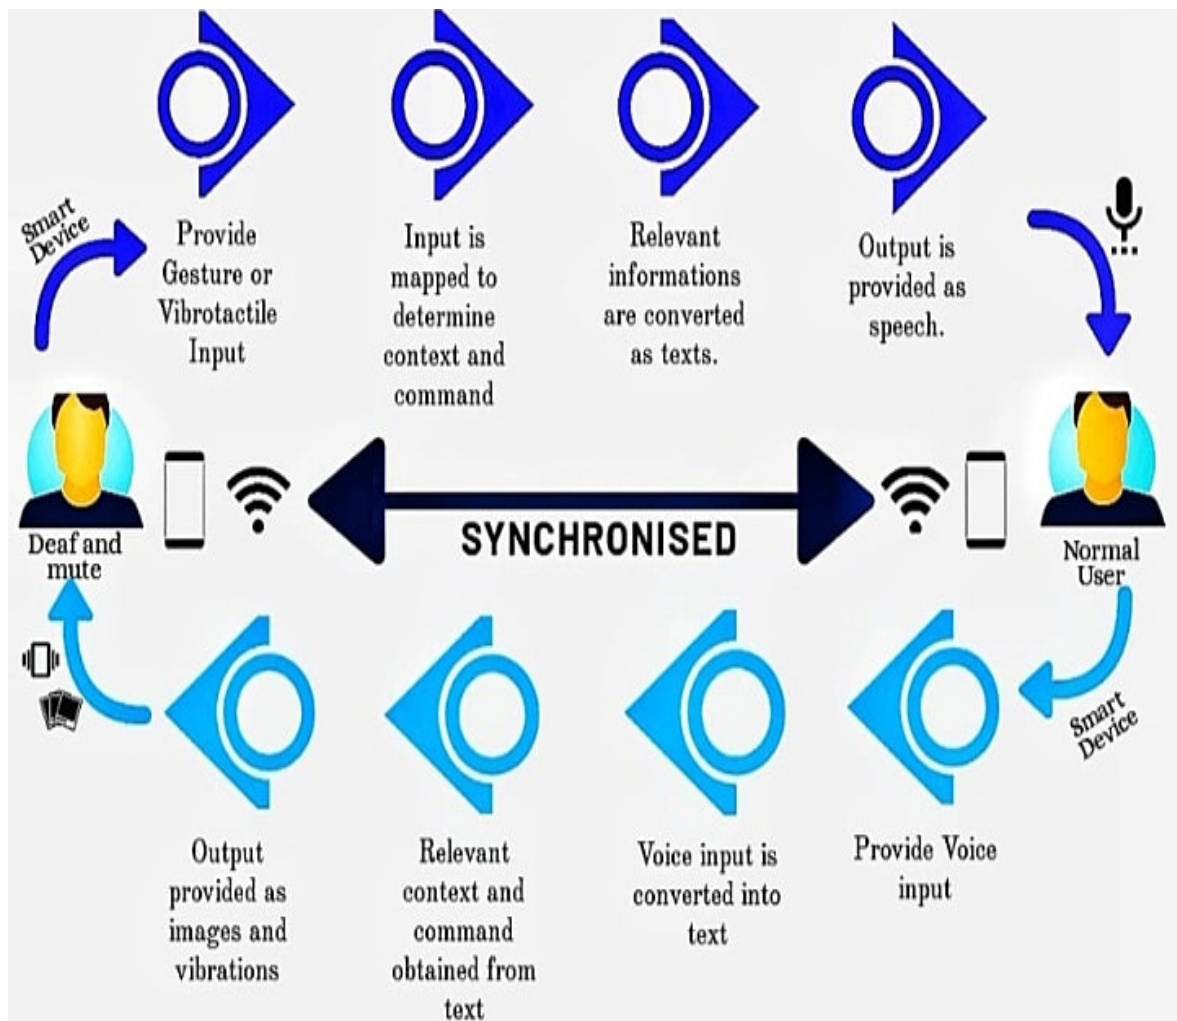 Smart
Device
Provide
Gesture or
Vibrotactile
Input
Input is
mapped to
determine
context and
command
Relevant
informations
are converted
as texts.
Output is
provided as
speech.
Deaf and
mute
SYNCHRONISED
Normal
User
Smart
Device
Output
provided as
images and
vibrations
Relevant
context and
command
obtained from
text
Voice input is
converted into
text
Provide Voice
input